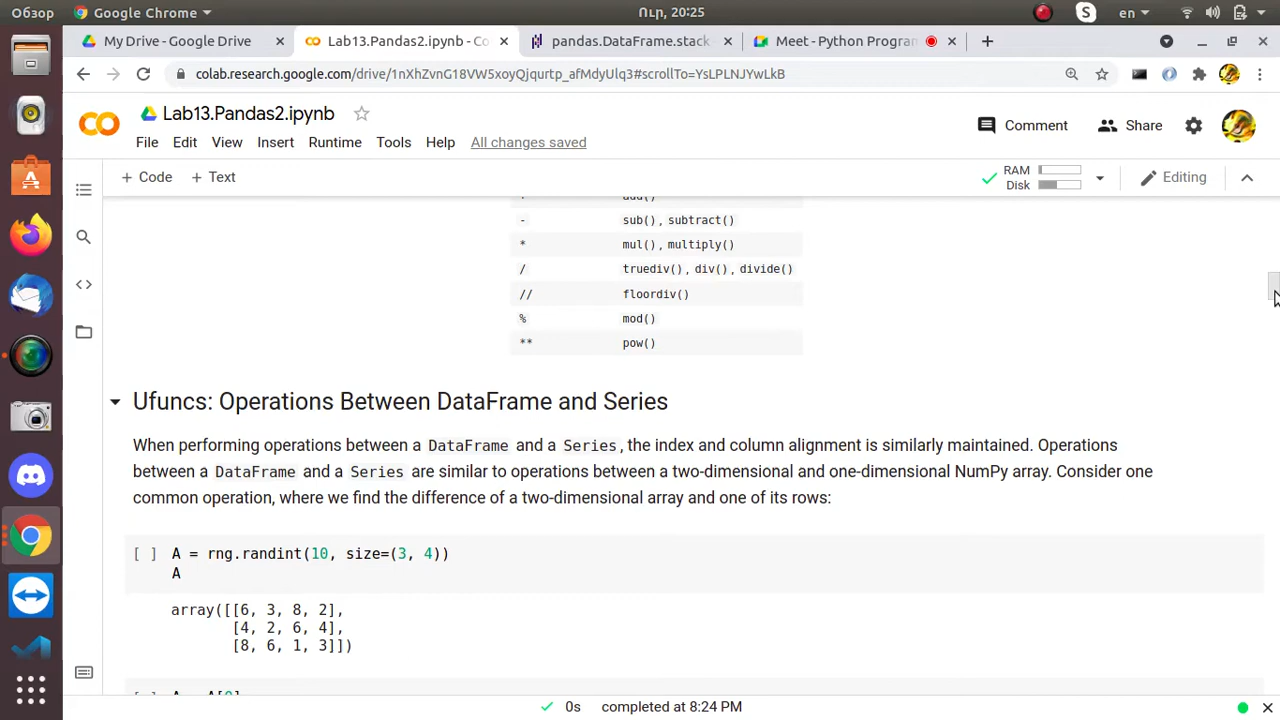 Обзор
Google Chrome
Ուր, 20:25
en
My Drive - Google Drive
Lab13.Pandas2.ipynb - Co
pandas.DataFrame.stack
Meet - Python Progra
colab.research.google.com/drive/1nXhZvnG18VW5xoyQjqurtp_afMdyUlq3#scrollTo=YsLPLNJYwLkB
Lab13.Pandas2.ipynb
File Edit View Insert Runtime Tools Help All changes saved
Comment
Share
+ Code + Text
RAM
Disk
Editing
+ add()
- sub(), subtract()
* mul(), multiply()
/ truediv(), div(), divide()
// floordiv()
% mod()
** pow()
Ufuncs: Operations Between DataFrame and Series
When performing operations between a DataFrame and a Series, the index and column alignment is similarly maintained. Operations
between a DataFrame and a Series are similar to operations between a two-dimensional and one-dimensional NumPy array. Consider one
common operation, where we find the difference of a two-dimensional array and one of its rows:
[ ] A = rng.randint(10, size=(3, 4))
A
array([[6, 3, 8, 2],
[4, 2, 6, 4],
[8, 6, 1, 3]])
0s completed at 8:24 PM